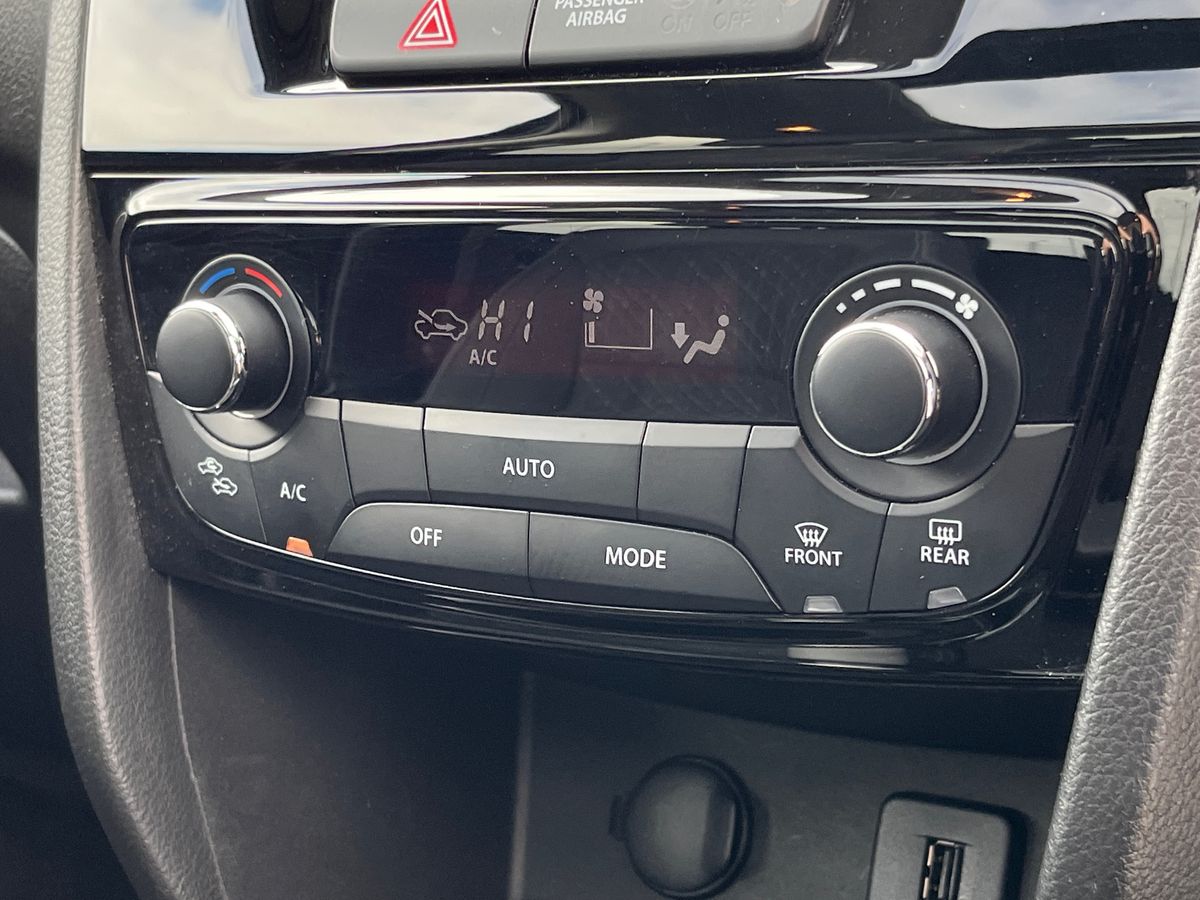 PASSENGER
AIRBAG
ON OFF
HI
A/C
AUTO
A/C
OFF
MODE
FRONT
REAR